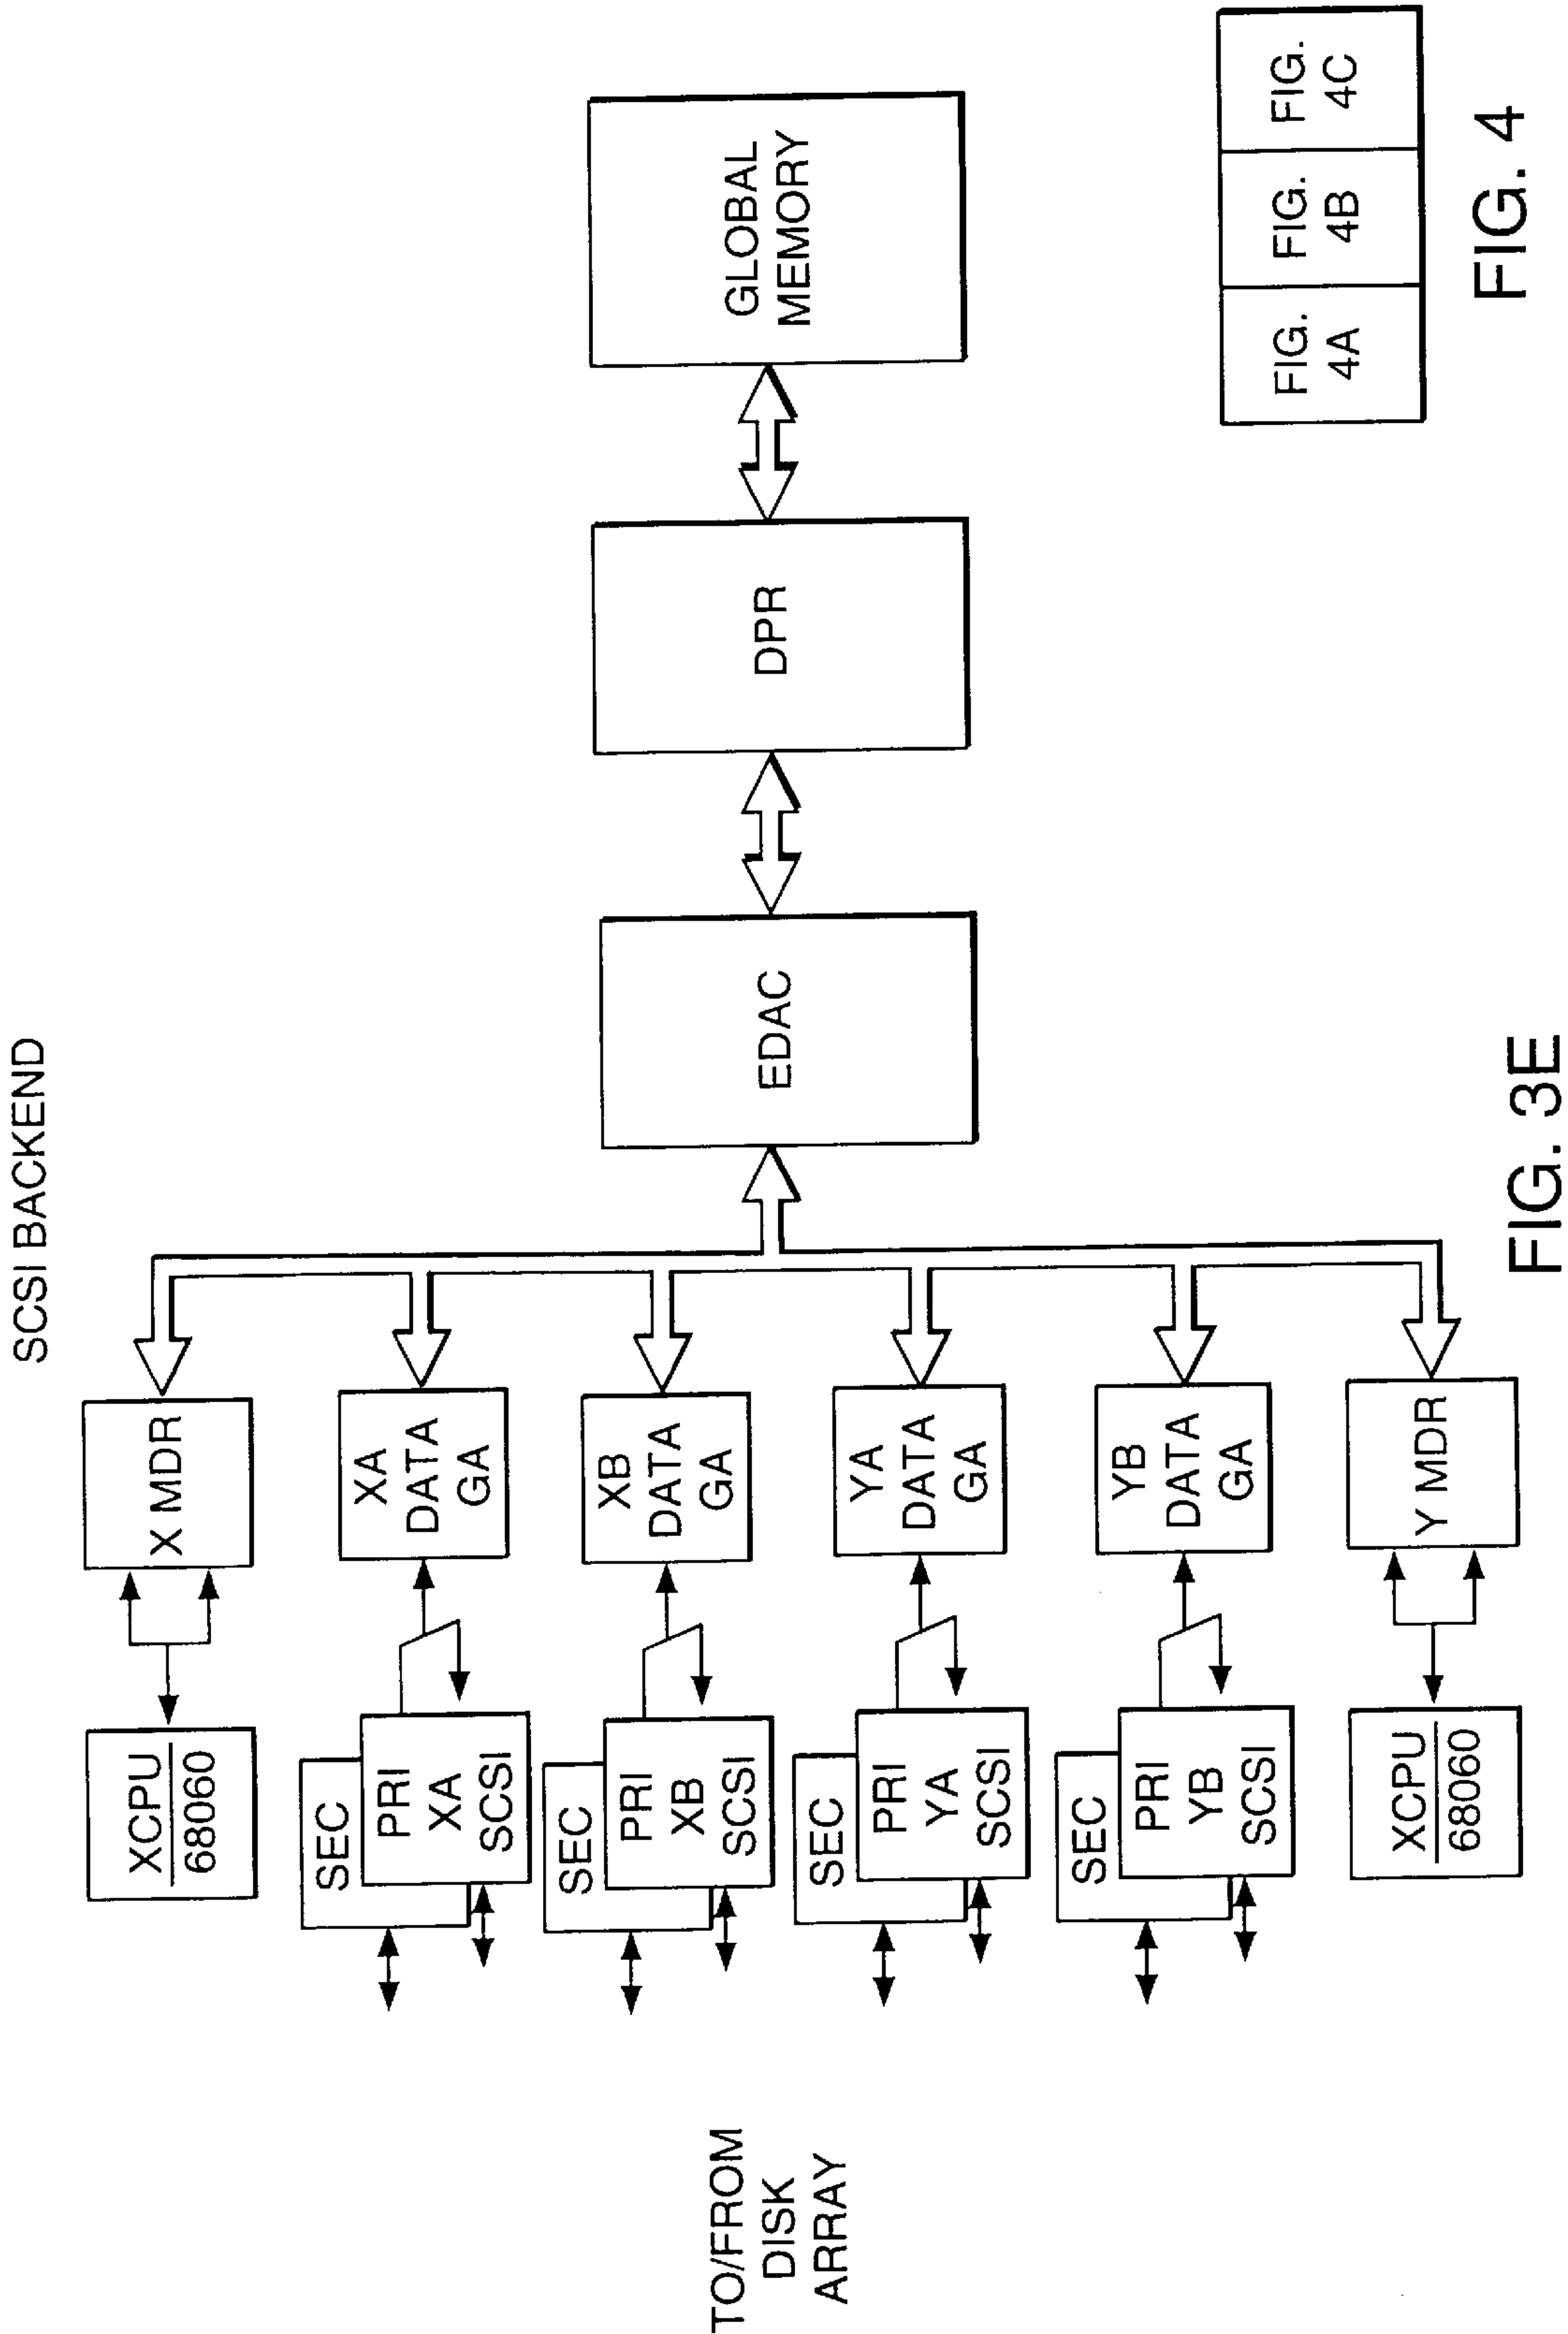 SCSI BACKEND
XCPU
68060
X MDR
SEC
PRI
XA
SCSI
XA
DATA
GA
SEC
PRI
XB
SCSI
XB
DATA
GA
TO/FROM
DISK
ARRAY
EDAC
DPR
GLOBAL
MEMORY
SEC
PRI
YA
SCSI
YA
DATA
GA
SEC
PRI
YB
SCSI
YB
DATA
GA
XCPU
68060
Y MDR
FIG. 3E
FIG.
4A
FIG.
4B
FIG.
4C
FIG. 4